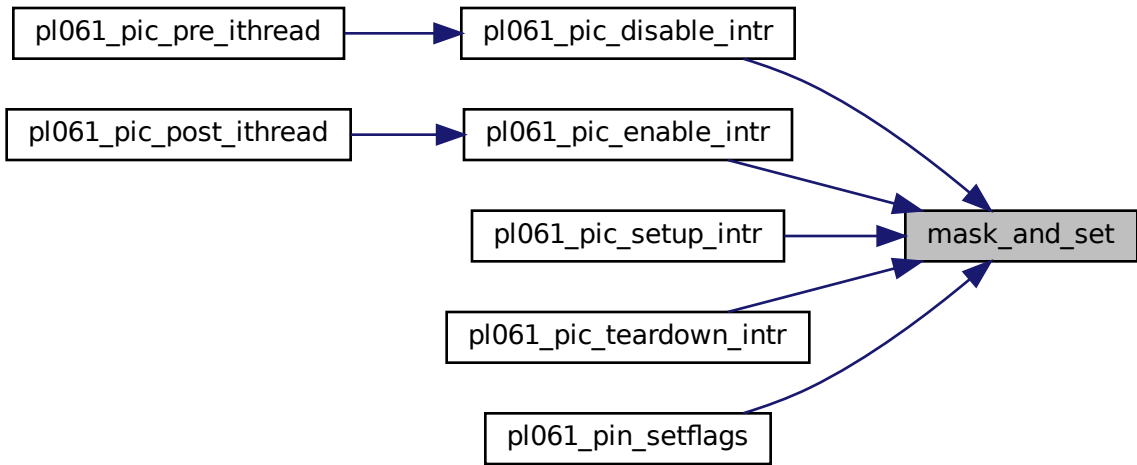 pl061_pic_pre_ithread
pl061_pic_disable_intr
pl061_pic_post_ithread
pl061_pic_enable_intr
pl061_pic_setup_intr
mask_and_set
pl061_pic_teardown_intr
pl061_pin_setflags